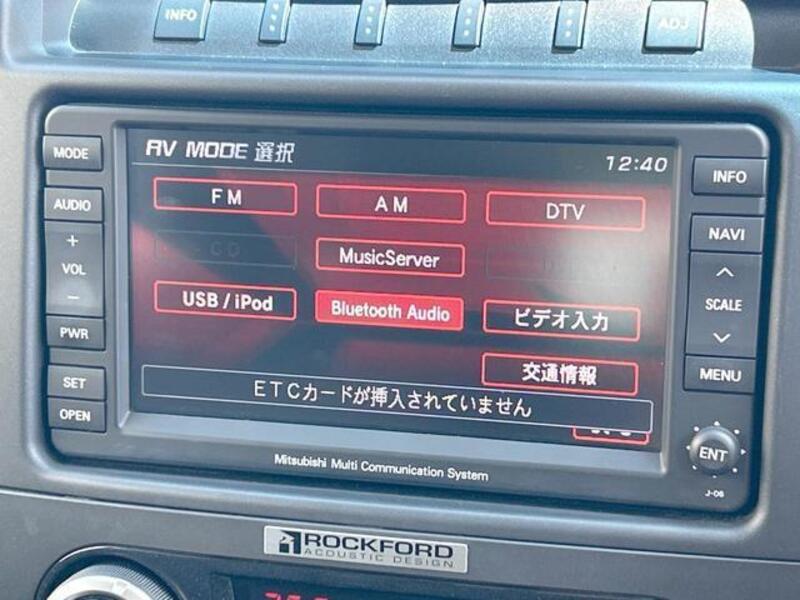 INFO
ADJ
MODE
AUDIO
+
VOL
−
PWR
SET
OPEN
AV MODE 選択
12:40
FM
AM
DTV
CD
MusicServer
USB / iPod
Bluetooth Audio
ビデオ入力
交通情報
ETCカードが挿入されていません
INFO
NAVI
SCALE
MENU
ENT
J-06
Mitsubishi Multi Communication System
ROCKFORD
ACOUSTIC DESIGN